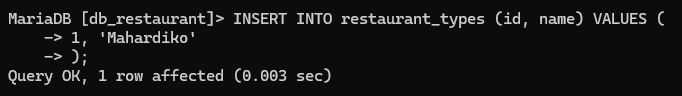 MariaDB [db_restaurant]> INSERT INTO restaurant_types (id, name) VALUES (
    -> 1, 'Mahardiko'
    -> );
Query OK, 1 row affected (0.003 sec)